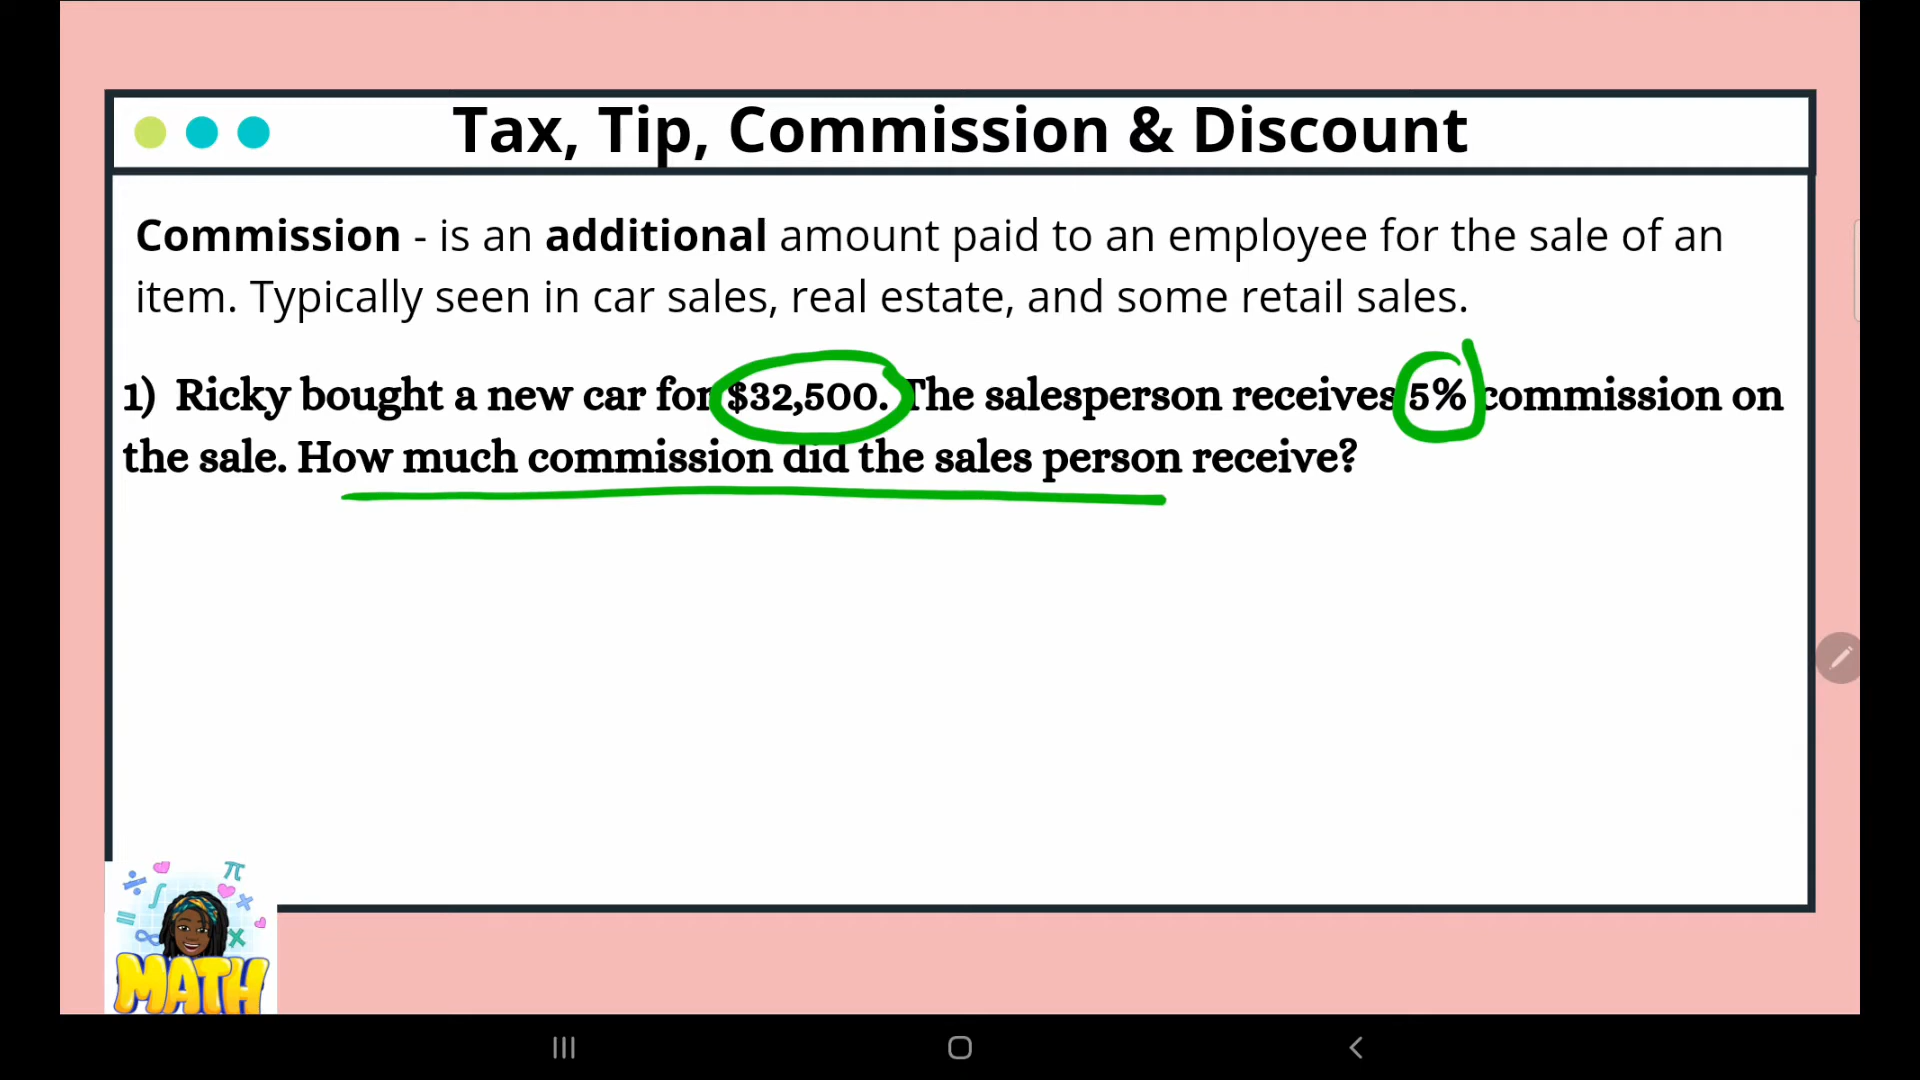 Tax, Tip, Commission & Discount
Commission - is an additional amount paid to an employee for the sale of an
item. Typically seen in car sales, real estate, and some retail sales.
1) Ricky bought a new car for $32,500. The salesperson receives 5% commission on
the sale. How much commission did the sales person receive?
MATH